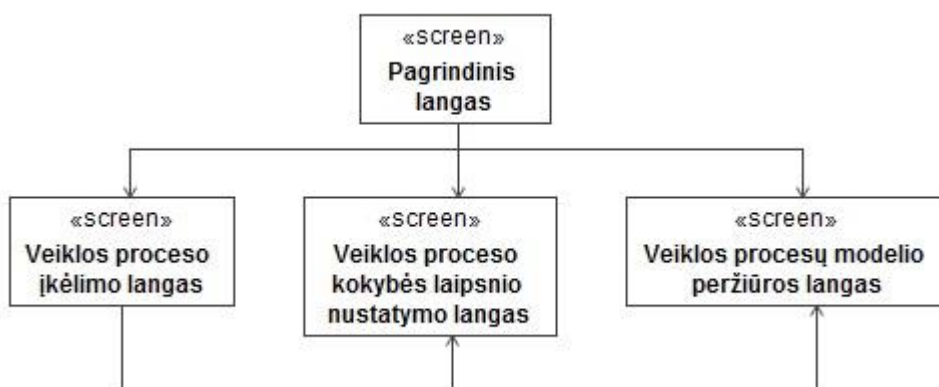 «screen»
Pagrindinis
langas
«screen»
Veiklos proceso
įkėlimo langas
«screen»
Veiklos proceso
kokybės laipsnio
nustatymo langas
«screen»
Veiklos procesų modelio
peržiūros langas